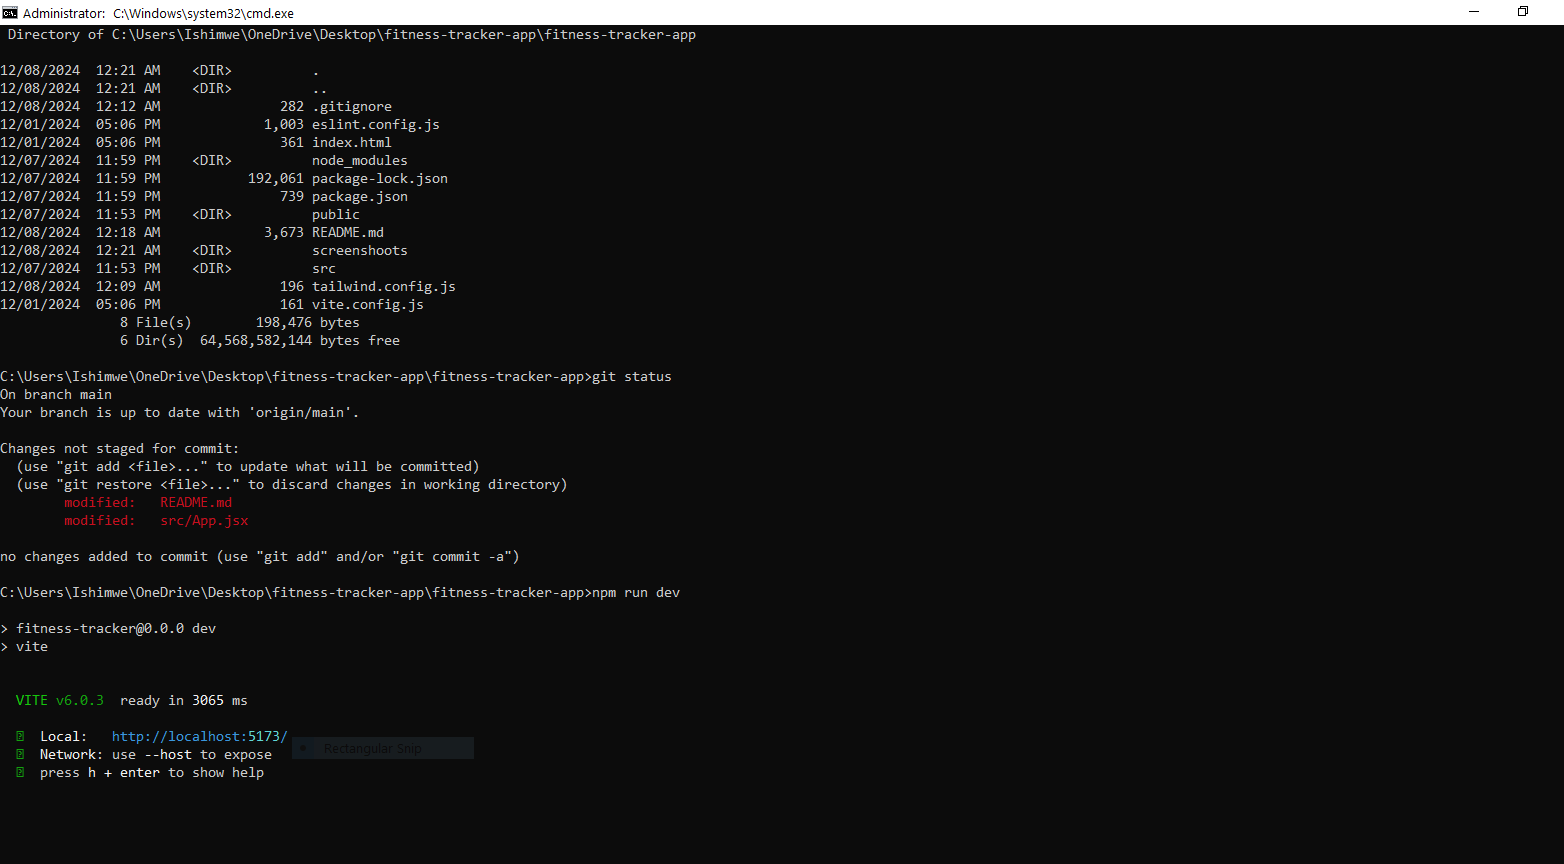 Administrator: C:\Windows\system32\cmd.exe
Directory of C:\Users\Ishimwe\OneDrive\Desktop\fitness-tracker-app\fitness-tracker-app
12/08/2024  12:21 AM    <DIR>          .
12/08/2024  12:21 AM    <DIR>          ..
12/08/2024  12:12 AM               282 .gitignore
12/01/2024  05:06 PM             1,003 eslint.config.js
12/01/2024  05:06 PM               361 index.html
12/07/2024  11:59 PM    <DIR>          node_modules
12/07/2024  11:59 PM           192,061 package-lock.json
12/07/2024  11:59 PM               739 package.json
12/07/2024  11:53 PM    <DIR>          public
12/08/2024  12:18 AM             3,673 README.md
12/08/2024  12:21 AM    <DIR>          screenshoots
12/07/2024  11:53 PM    <DIR>          src
12/08/2024  12:09 AM               196 tailwind.config.js
12/01/2024  05:06 PM               161 vite.config.js
8 File(s)        198,476 bytes
6 Dir(s)  64,568,582,144 bytes free
C:\Users\Ishimwe\OneDrive\Desktop\fitness-tracker-app\fitness-tracker-app>git status
On branch main
Your branch is up to date with 'origin/main'.
Changes not staged for commit:
(use "git add <file>..." to update what will be committed)
(use "git restore <file>..." to discard changes in working directory)
modified:   README.md
modified:   src/App.jsx
no changes added to commit (use "git add" and/or "git commit -a")
C:\Users\Ishimwe\OneDrive\Desktop\fitness-tracker-app\fitness-tracker-app>npm run dev
> fitness-tracker@0.0.0 dev
> vite
VITE v6.0.3  ready in 3065 ms
Local:   http://localhost:5173/
Rectangular Snip
Network: use --host to expose
press h + enter to show help